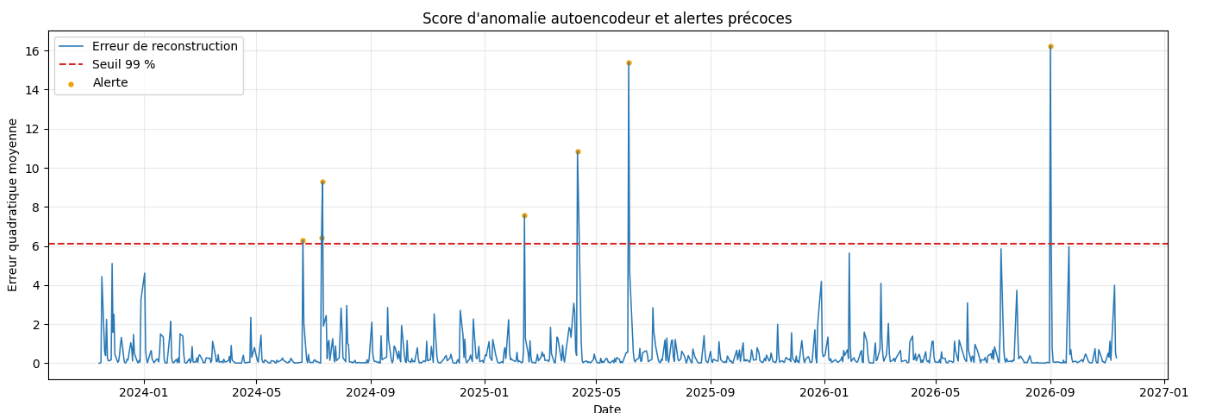 Score d'anomalie autoencodeur et alertes précoces
Erreur de reconstruction
Seuil 99 %
Alerte
Erreur quadratique moyenne
16
14
12
10
8
6
4
2
0
2024-01 2024-05 2024-09 2025-01 2025-05 2025-09 2026-01 2026-05 2026-09 2027-01
Date